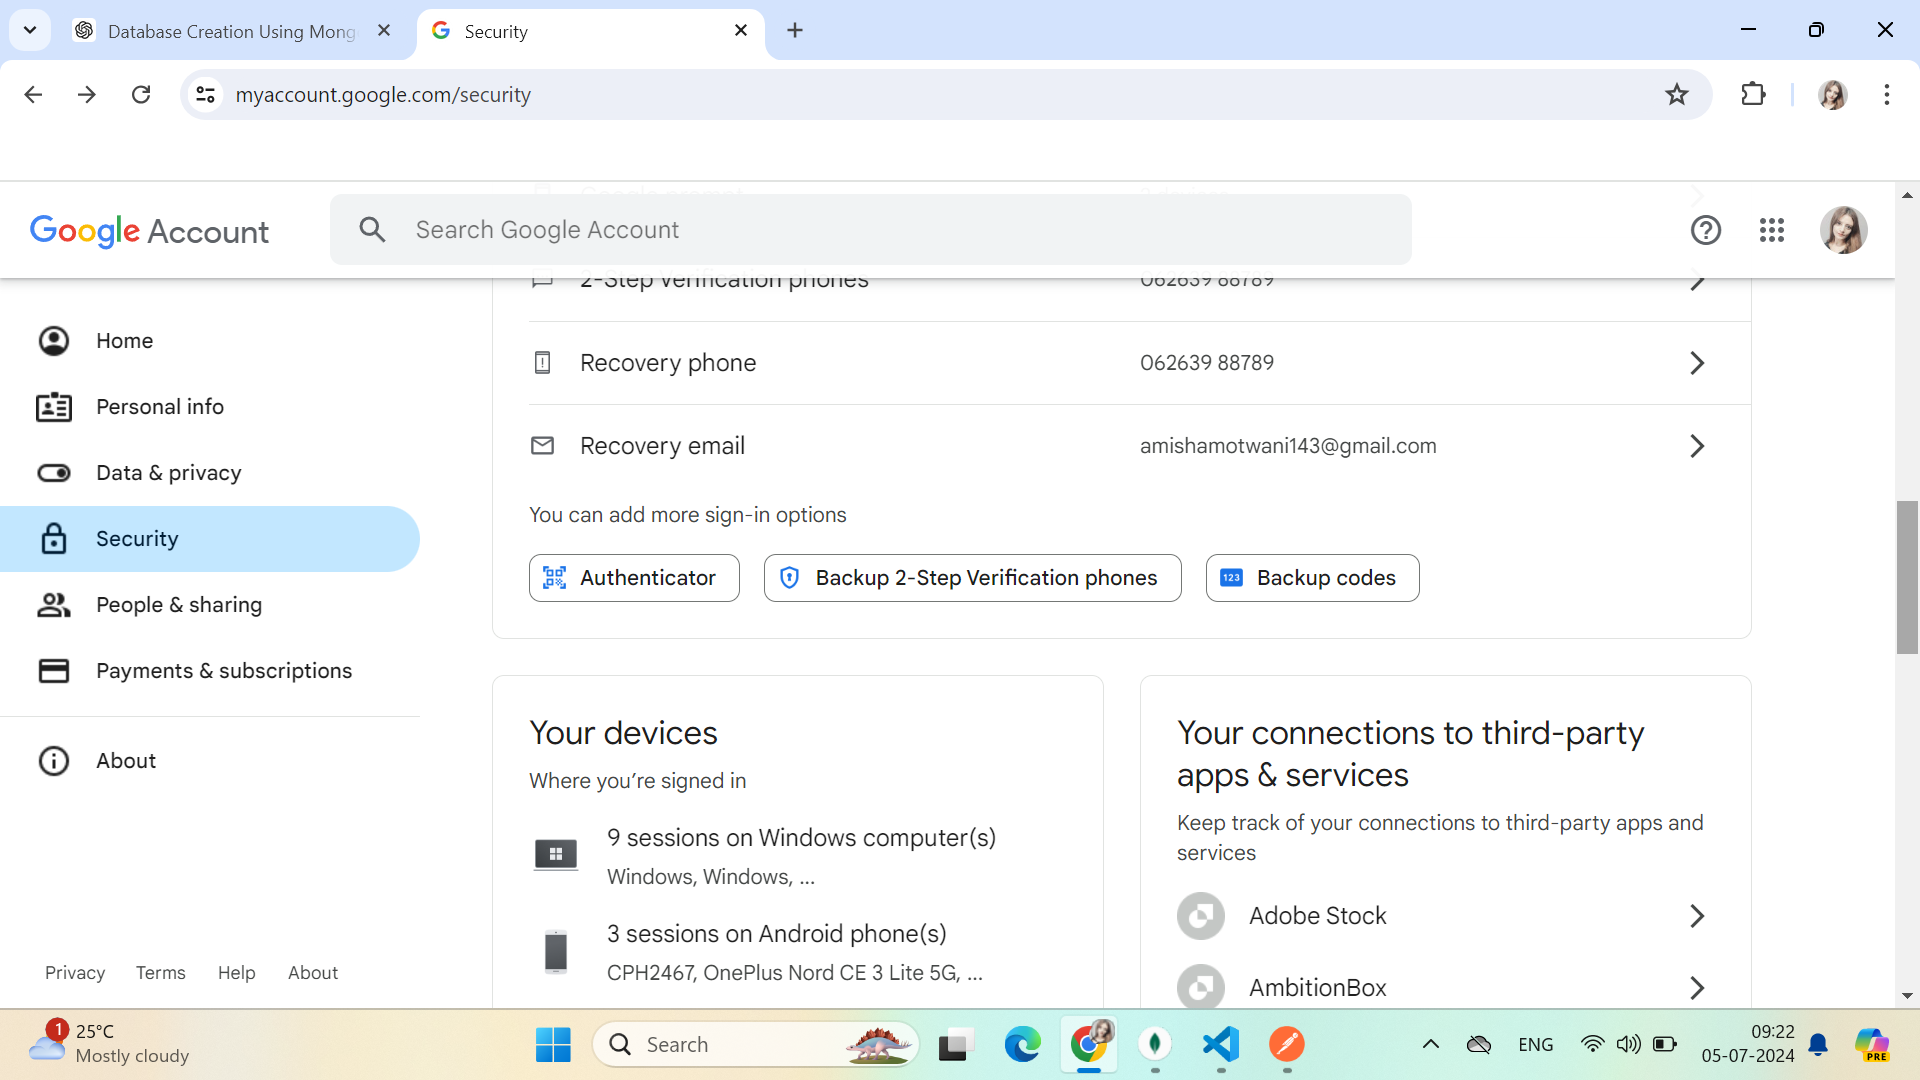 Database Creation Using Mong
Security
myaccount.google.com/security
Google Account
Search Google Account
2-Step Verification phones
062639 88789
Home
Recovery phone
062639 88789
Personal info
Recovery email
amishamotwani143@gmail.com
Data & privacy
You can add more sign-in options
Security
Authenticator
Backup 2-Step Verification phones
123
Backup codes
People & sharing
Payments & subscriptions
About
Your devices
Where you're signed in
9 sessions on Windows computer(s)
Windows, Windows, ...
3 sessions on Android phone(s)
CPH2467, OnePlus Nord CE 3 Lite 5G, ...
Your connections to third-party
apps & services
Keep track of your connections to third-party apps and
services
Adobe Stock
AmbitionBox
Privacy
Terms
Help
About
1
25°C
Mostly cloudy
Search
ENG
09:22
05-07-2024
PRE